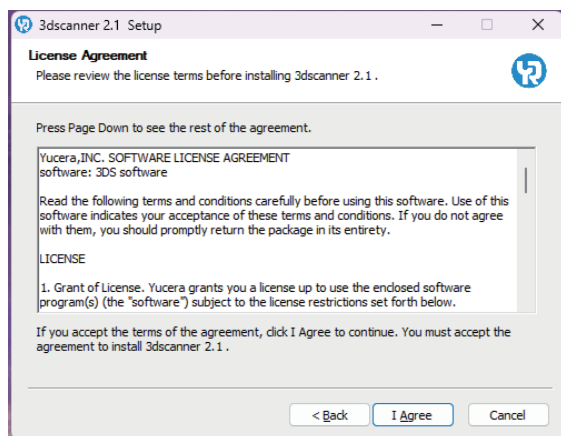 3dscanner 2.1 Setup
License Agreement
Please review the license terms before installing 3dscanner 2.1.
Press Page Down to see the rest of the agreement.
Yucera,INC. SOFTWARE LICENSE AGREEMENT
software: 3DS software
Read the following terms and conditions carefully before using this software. Use of this
software indicates your acceptance of these terms and conditions. If you do not agree
with them, you should promptly return the package in its entirety.
LICENSE
1. Grant of License. Yucera grants you a license up to use the enclosed software
program(s) (the "software") subject to the license restrictions set forth below.
If you accept the terms of the agreement, click I Agree to continue. You must accept the
agreement to install 3dscanner 2.1.
< Back
I Agree
Cancel